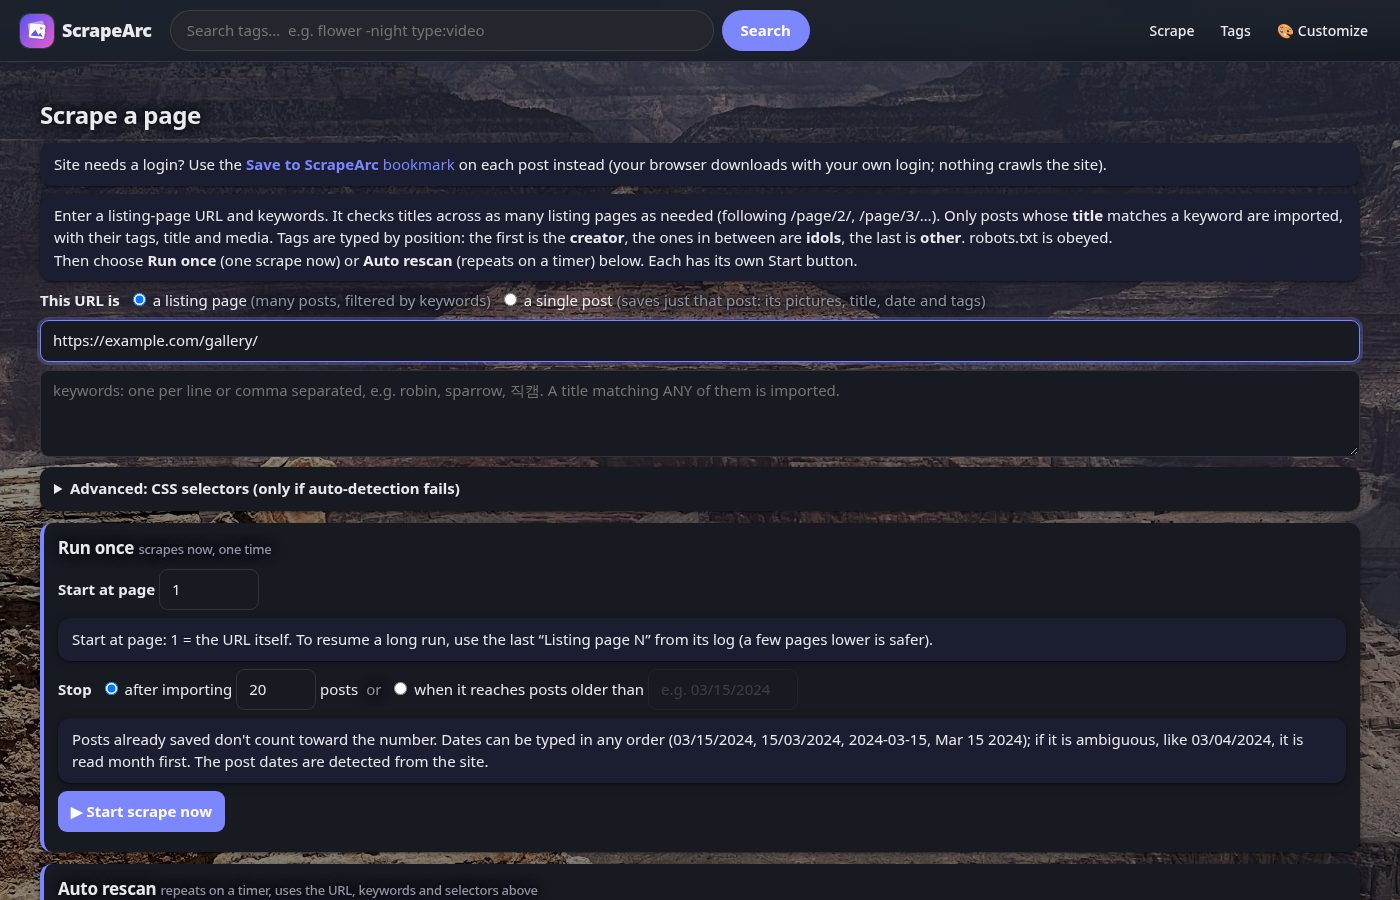 ScrapeArc
Search tags... e.g. flower -night type:video
Search
Scrape
Tags
🎨 Customize
Scrape a page
Site needs a login? Use the Save to ScrapeArc bookmark on each post instead (your browser downloads with your own login; nothing crawls the site).
Enter a listing-page URL and keywords. It checks titles across as many listing pages as needed (following /page/2/, /page/3/…). Only posts whose title matches a keyword are imported,
with their tags, title and media. Tags are typed by position: the first is the creator, the ones in between are idols, the last is other. robots.txt is obeyed.
Then choose Run once (one scrape now) or Auto rescan (repeats on a timer) below. Each has its own Start button.
This URL is a listing page (many posts, filtered by keywords) a single post (saves just that post: its pictures, title, date and tags)
https://example.com/gallery/
keywords: one per line or comma separated, e.g. robin, sparrow, 직캠. A title matching ANY of them is imported.
▶ Advanced: CSS selectors (only if auto-detection fails)
Run once scrapes now, one time
Start at page 1
Start at page: 1 = the URL itself. To resume a long run, use the last “Listing page N” from its log (a few pages lower is safer).
Stop after importing 20 posts or when it reaches posts older than e.g. 03/15/2024
Posts already saved don't count toward the number. Dates can be typed in any order (03/15/2024, 15/03/2024, 2024-03-15, Mar 15 2024); if it is ambiguous, like 03/04/2024, it is
read month first. The post dates are detected from the site.
▶ Start scrape now
Auto rescan repeats on a timer, uses the URL, keywords and selectors above